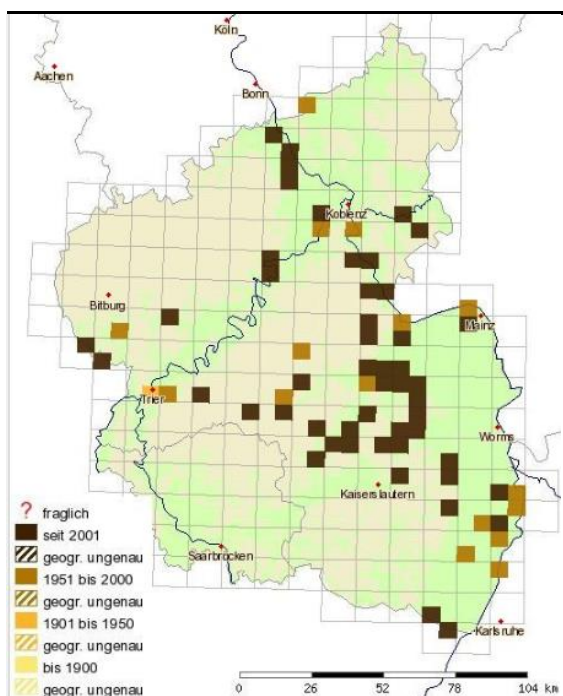 Köln
Aachen
Bonn
Koblenz
Bitburg
Mainz
Trier
Worms
Kaiserslautern
Saarbrücken
Karlsruhe
? fraglich
seit 2001
geogr. ungenau
1951 bis 2000
geogr. ungenau
1901 bis 1950
geogr. ungenau
bis 1900
geogr. ungenau
0 26 52 78 104 km